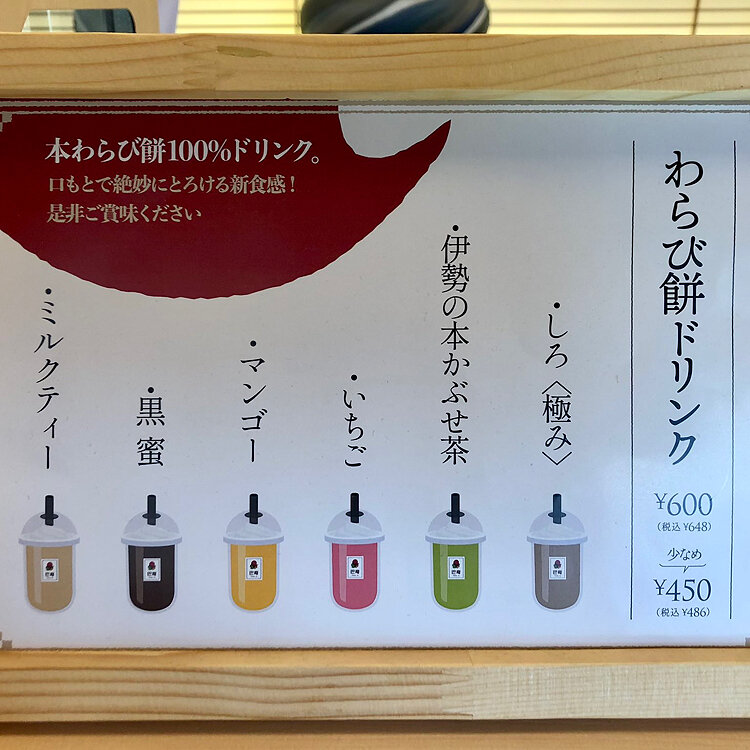 本わらび餅100%ドリンク。
口もとで絶妙にとろける新食感!
是非ご賞味ください
わらび餅ドリンク
¥600
(税込 ¥648)
少なめ
¥450
(税込 ¥486)
・しろ〈極み〉
・伊勢の本かぶせ茶
・いちご
・マンゴー
・黒蜜
・ミルクティー